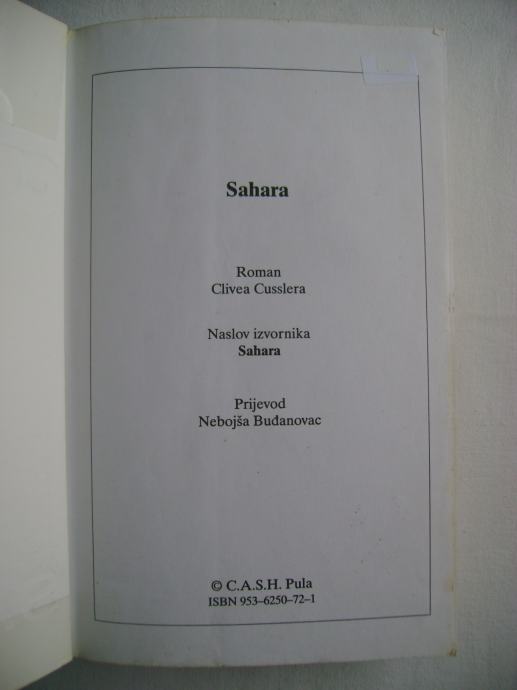 Sahara
Roman
Clivea Cusslera
Naslov izvornika
Sahara
Prijevod
Nebojša Buđanovac
© C.A.S.H. Pula
ISBN 953–6250–72–1